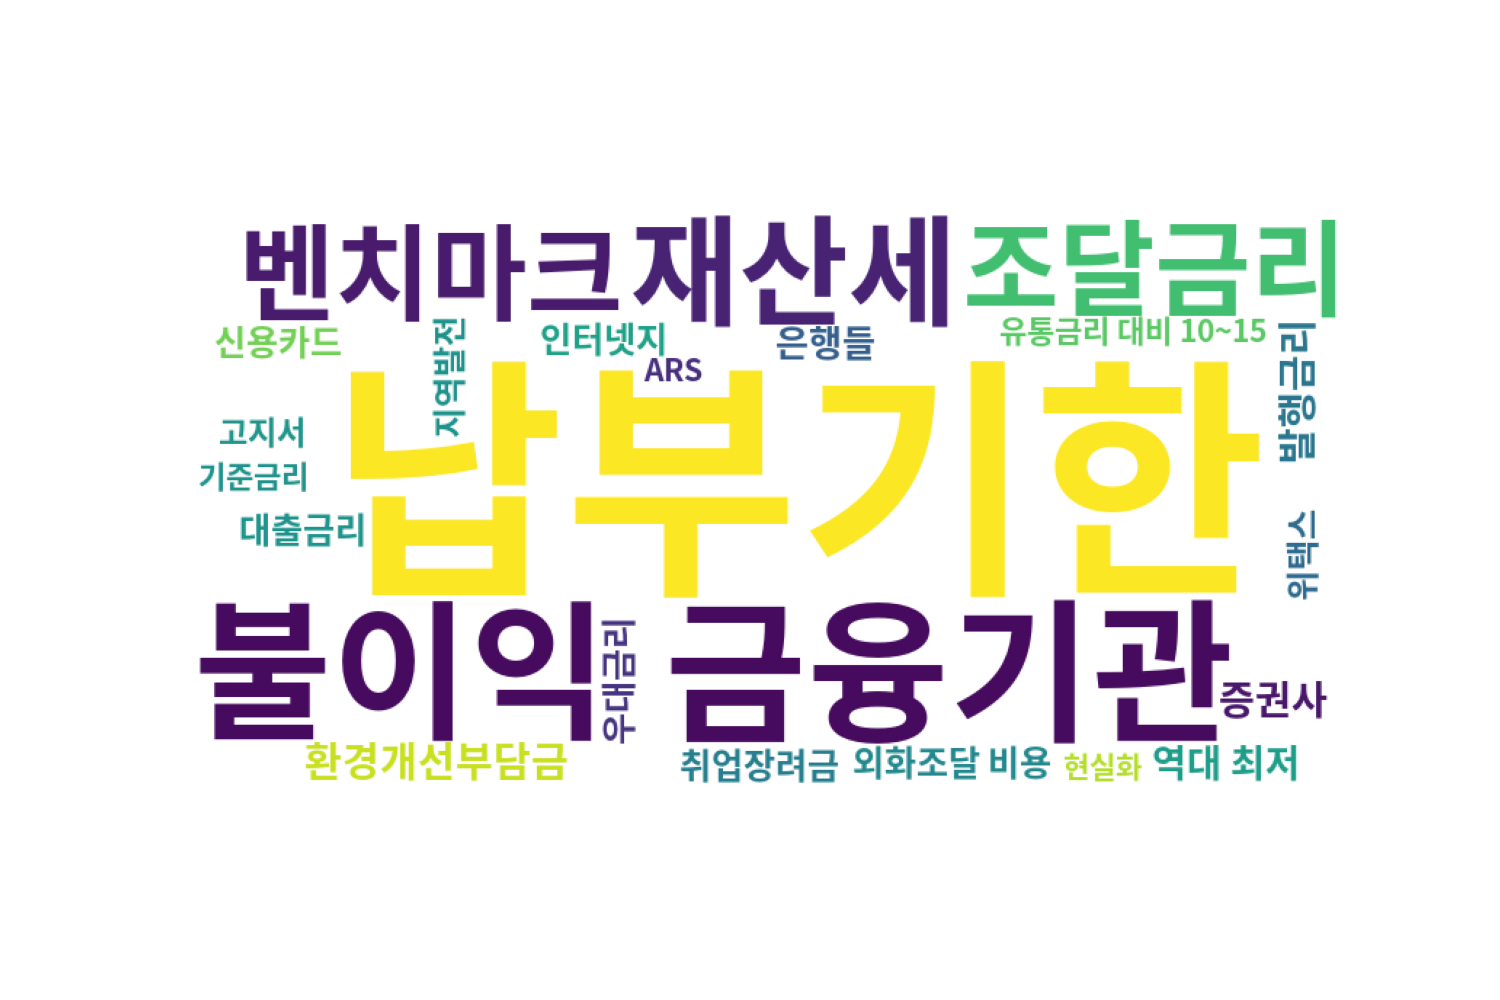 벤치마크 재산세 조달금리
신용카드
지역발전
인터넷지
ARS
은행들
유통금리 대비 10~15
발행금리
고지서
납부기한
기준금리
대출금리
위택스
불이익 금융기관
우대금리
증권사
환경개선부담금
취업장려금
외화조달 비용
현실화
역대 최저